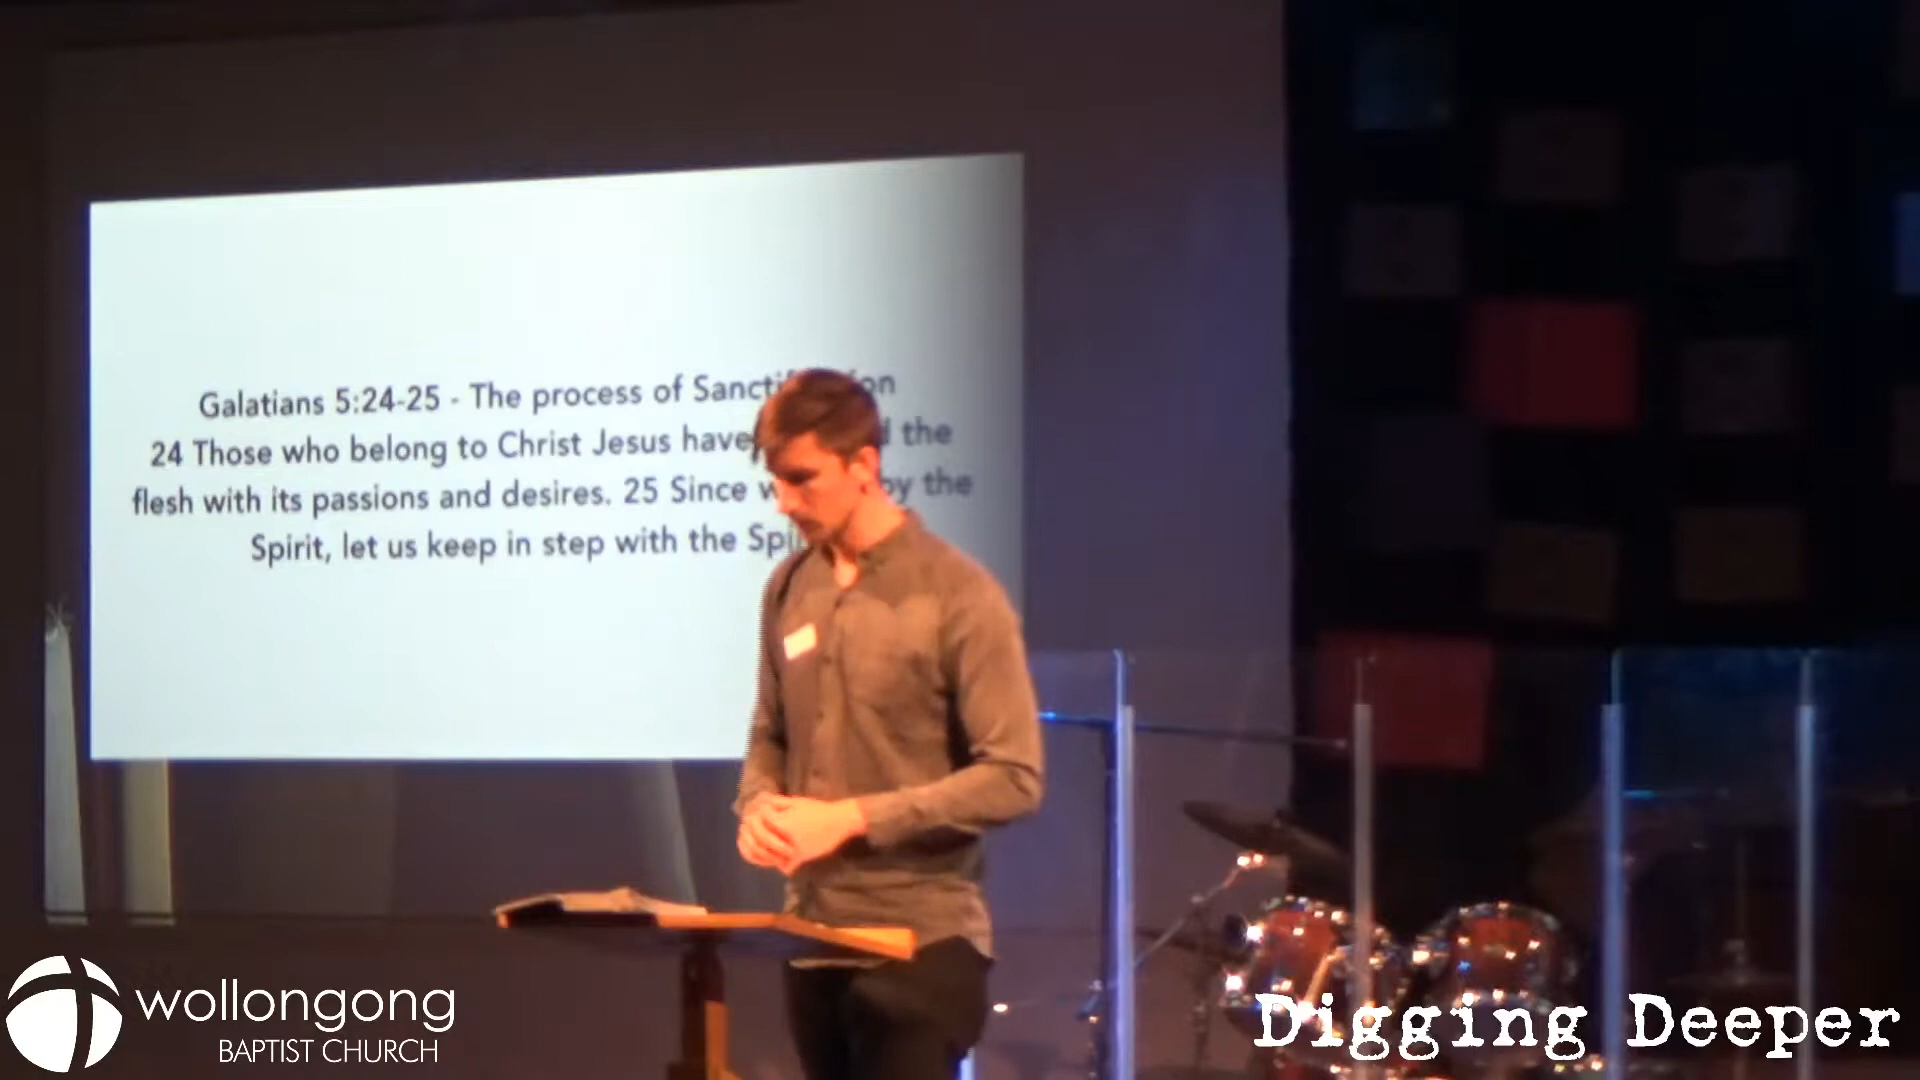 Galatians 5:24-25 - The process of
24 Those who belong to Christ Jesus have the
flesh with its passions and desires. 25 Since by the
Spirit, let us keep in step with the
wollongong
BAPTIST CHURCH
Digging Deeper